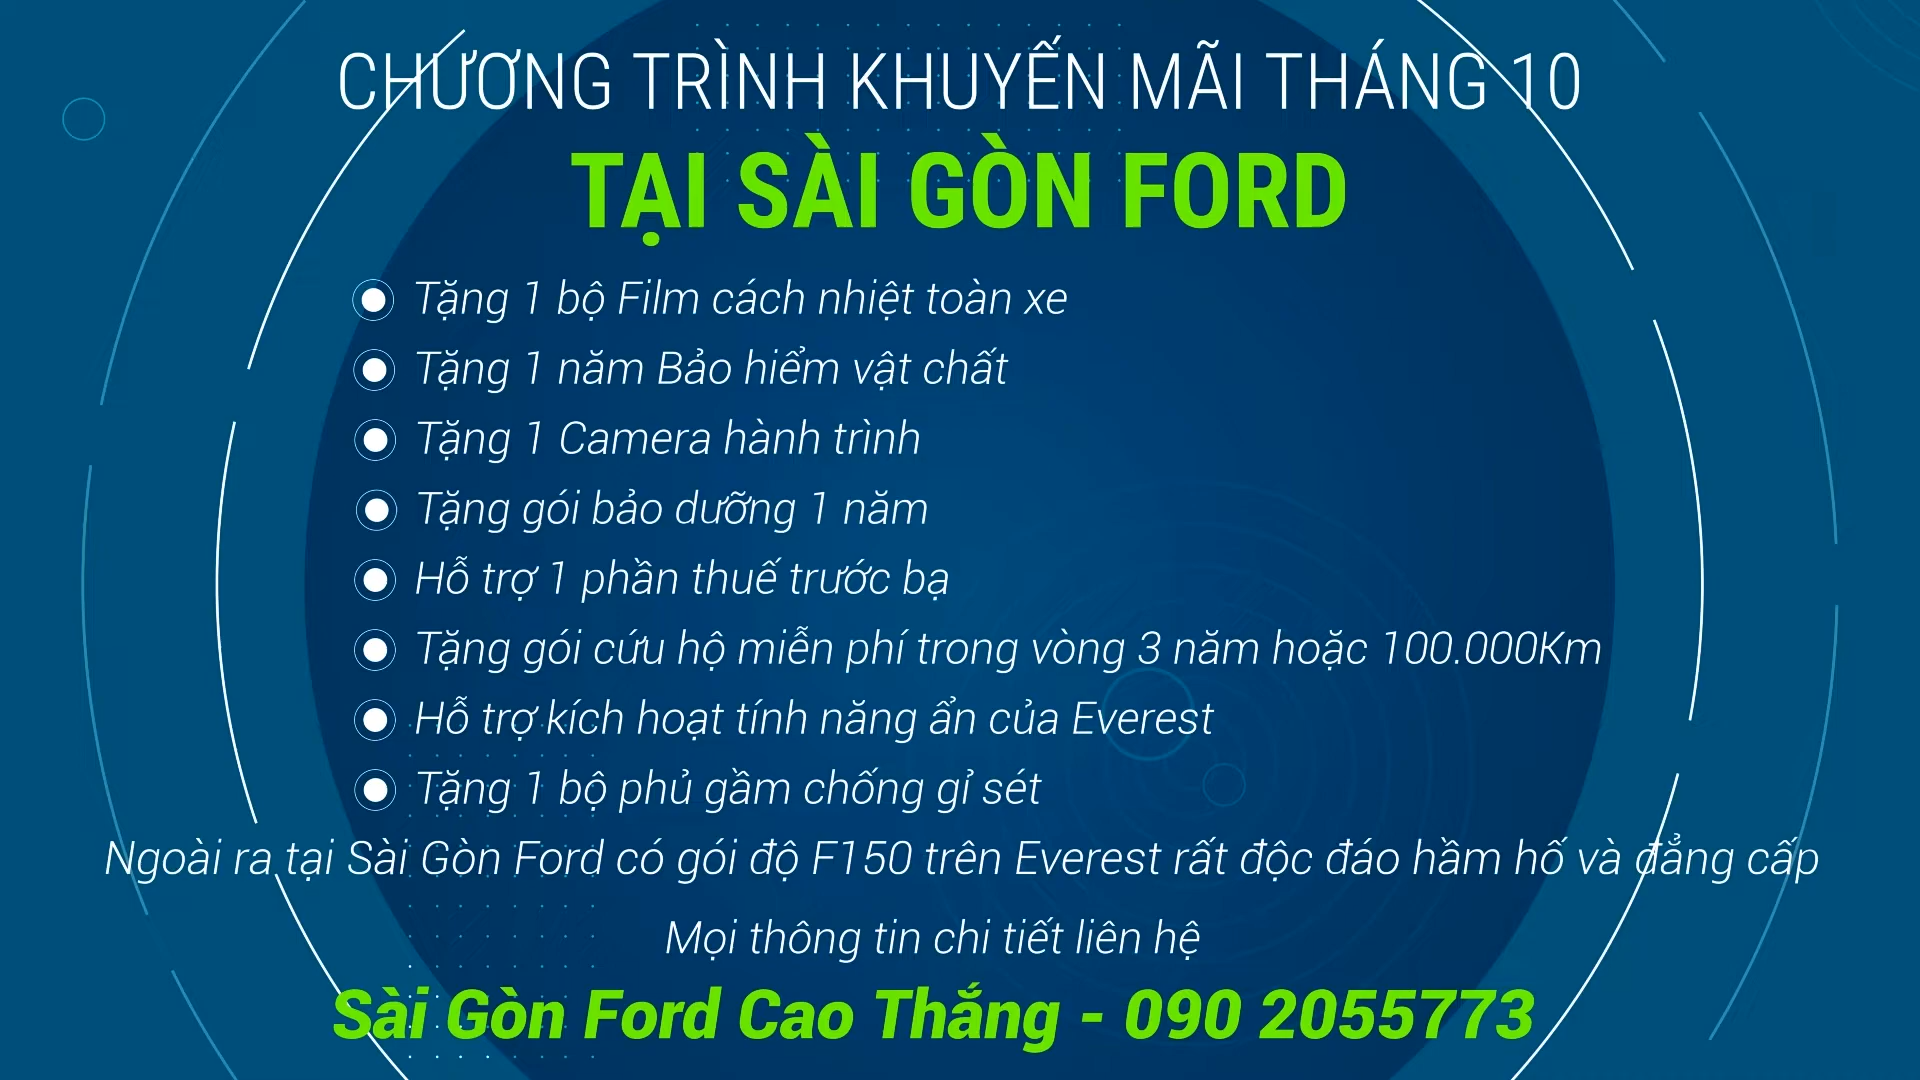 CHƯƠNG TRÌNH KHUYẾN MÃI THÁNG 10
TẠI SÀI GÒN FORD
Tặng 1 bộ Film cách nhiệt toàn xe
Tặng 1 năm Bảo hiểm vật chất
Tặng 1 Camera hành trình
Tặng gói bảo dưỡng 1 năm
Hỗ trợ 1 phần thuế trước bạ
Tặng gói cứu hộ miễn phí trong vòng 3 năm hoặc 100.000Km
Hỗ trợ kích hoạt tính năng ẩn của Everest
Tặng 1 bộ phủ gầm chống gỉ sét
Ngoài ra tại Sài Gòn Ford có gói độ F150 trên Everest rất độc đáo hầm hố và đẳng cấp
Mọi thông tin chi tiết liên hệ
Sài Gòn Ford Cao Thắng - 090 2055773